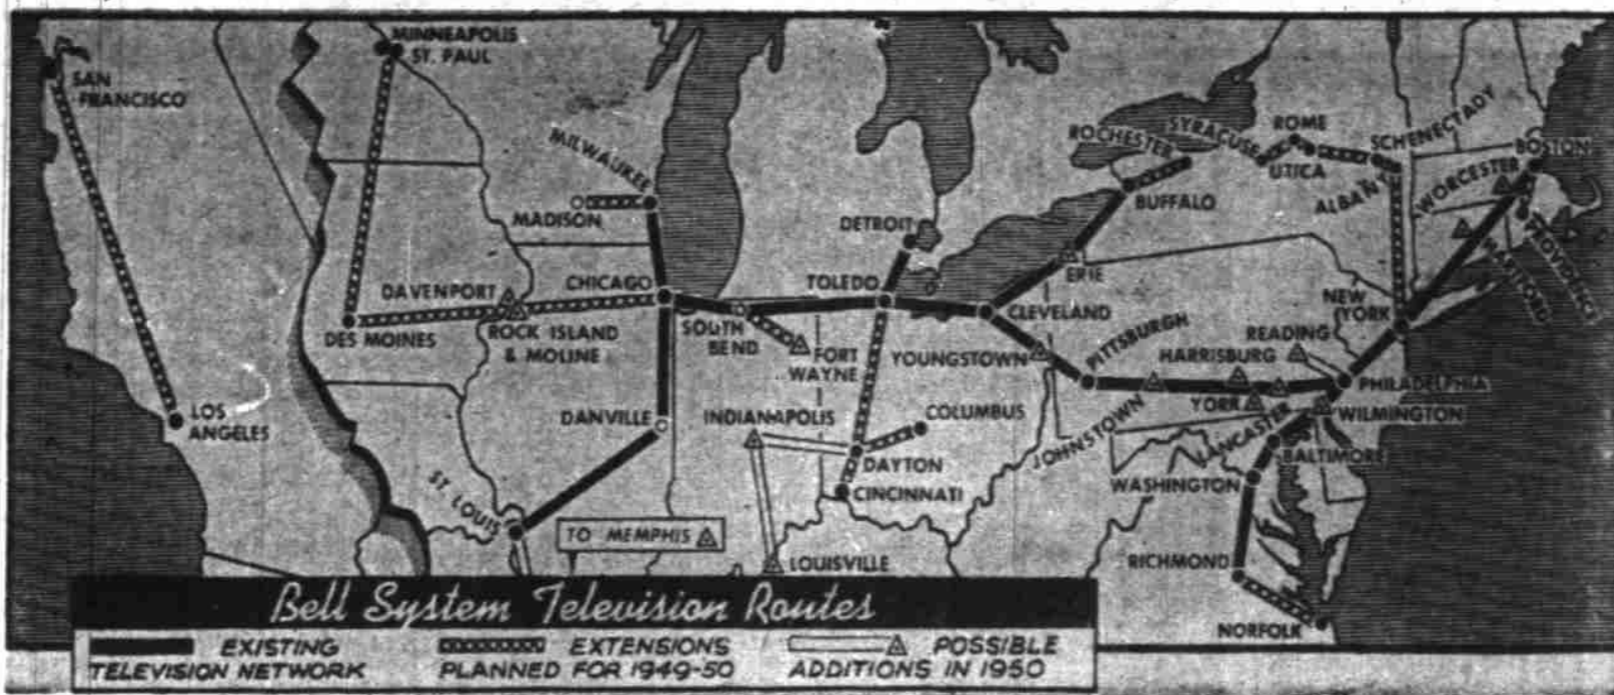 MINNEAPOLIS
ST. PAUL
SAN
FRANCISCO
MILWAUKEE
MADISON
ROCHESTER
SYRACUSE
ROME
UTICA
SCHENECTADY
ALBANY
BOSTON
WORCESTER
PROVIDENCE
HARTFORD
BUFFALO
DETROIT
ERIE
CHICAGO
TOLEDO
CLEVELAND
NEW
YORK
DAVENPORT
ROCK ISLAND
& MOLINE
DES MOINES
SOUTH
BEND
FORT
WAYNE
YOUNGSTOWN
PITTSBURGH
READING
HARRISBURG
PHILADELPHIA
YORK
WILMINGTON
LANCASTER
JOHNSTOWN
BALTIMORE
WASHINGTON
LOS
ANGELES
DANVILLE
INDIANAPOLIS
COLUMBUS
DAYTON
CINCINNATI
ST. LOUIS
TO MEMPHIS
LOUISVILLE
RICHMOND
NORFOLK
Bell System Television Routes
EXISTING
TELEVISION NETWORK
EXTENSIONS
PLANNED FOR 1949-50
POSSIBLE
ADDITIONS IN 1950